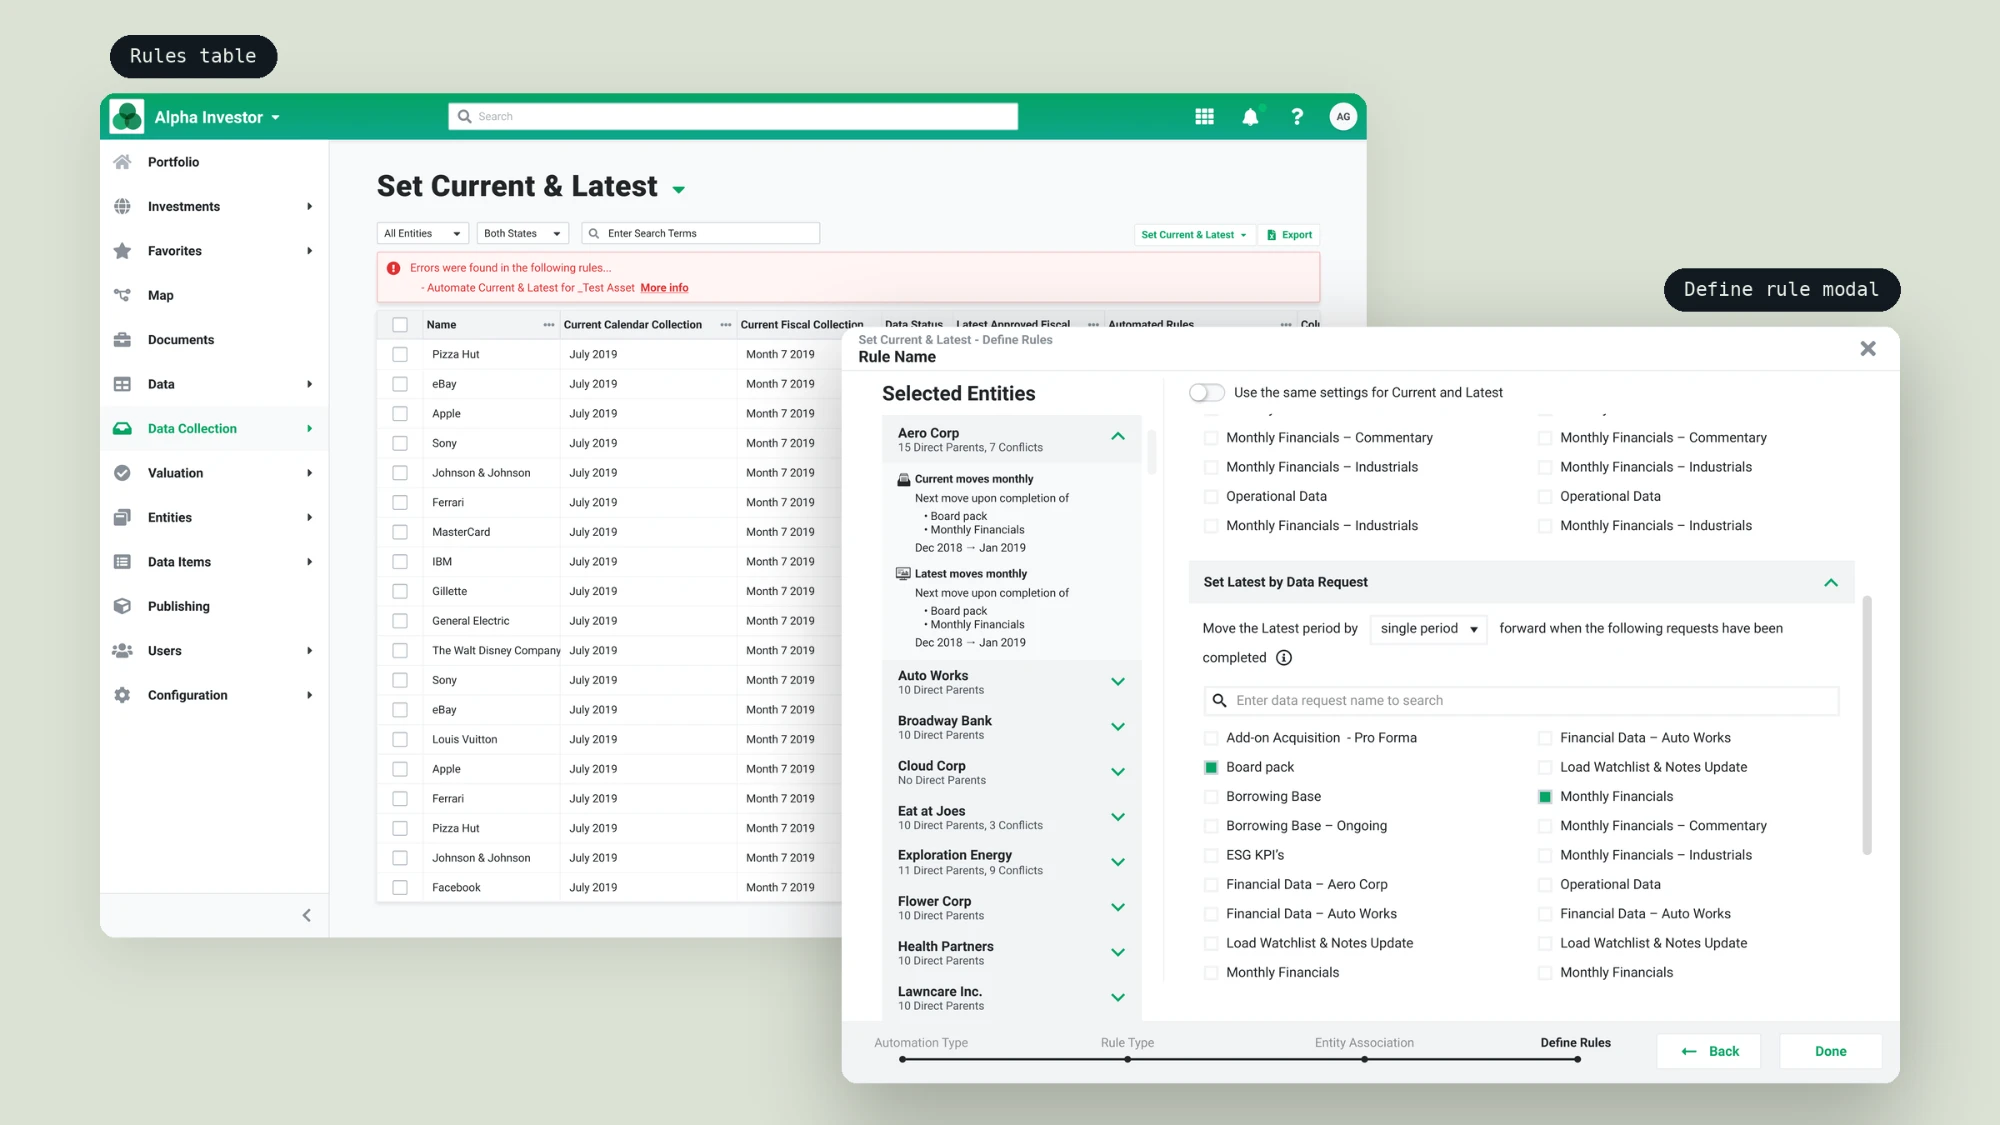 Rules table
Alpha Investor
Search
?
AG
Portfolio
Investments
Favorites
Map
Documents
Data
Data Collection
Valuation
Entities
Data Items
Publishing
Users
Configuration
Set Current & Latest
All Entities
Both States
Enter Search Terms
Set Current & Latest
Export
Errors were found in the following rules...
- Automate Current & Latest for _Test Asset More info
Name Current Calendar Collection Current Fiscal Collection Data Status Latest Approved Fiscal Automated Rules
Pizza Hut July 2019 Month 7 2019
eBay July 2019 Month 7 2019
Apple July 2019 Month 7 2019
Sony July 2019 Month 7 2019
Johnson & Johnson July 2019 Month 7 2019
Ferrari July 2019 Month 7 2019
MasterCard July 2019 Month 7 2019
IBM July 2019 Month 7 2019
Gillette July 2019 Month 7 2019
General Electric July 2019 Month 7 2019
The Walt Disney Company July 2019 Month 7 2019
Sony July 2019 Month 7 2019
eBay July 2019 Month 7 2019
Louis Vuitton July 2019 Month 7 2019
Apple July 2019 Month 7 2019
Ferrari July 2019 Month 7 2019
Pizza Hut July 2019 Month 7 2019
Johnson & Johnson July 2019 Month 7 2019
Facebook July 2019 Month 7 2019
Define rule modal
Set Current & Latest - Define Rules
Rule Name
Selected Entities
Aero Corp
15 Direct Parents, 7 Conflicts
Current moves monthly
Next move upon completion of
• Board pack
• Monthly Financials
Dec 2018 → Jan 2019
Latest moves monthly
Next move upon completion of
• Board pack
• Monthly Financials
Dec 2018 → Jan 2019
Auto Works
10 Direct Parents
Broadway Bank
10 Direct Parents
Cloud Corp
No Direct Parents
Eat at Joes
10 Direct Parents, 3 Conflicts
Exploration Energy
11 Direct Parents, 9 Conflicts
Flower Corp
10 Direct Parents
Health Partners
10 Direct Parents
Lawncare Inc.
10 Direct Parents
Use the same settings for Current and Latest
Monthly Financials – Commentary Monthly Financials – Commentary
Monthly Financials – Industrials Monthly Financials – Industrials
Operational Data Operational Data
Monthly Financials – Industrials Monthly Financials – Industrials
Set Latest by Data Request
Move the Latest period by single period forward when the following requests have been
completed
Enter data request name to search
Add-on Acquisition - Pro Forma Financial Data – Auto Works
Board pack Load Watchlist & Notes Update
Borrowing Base Monthly Financials
Borrowing Base – Ongoing Monthly Financials – Commentary
ESG KPI's Monthly Financials – Industrials
Financial Data – Aero Corp Operational Data
Financial Data – Auto Works Financial Data – Auto Works
Load Watchlist & Notes Update Load Watchlist & Notes Update
Monthly Financials Monthly Financials
Automation Type Rule Type Entity Association Define Rules
← Back
Done